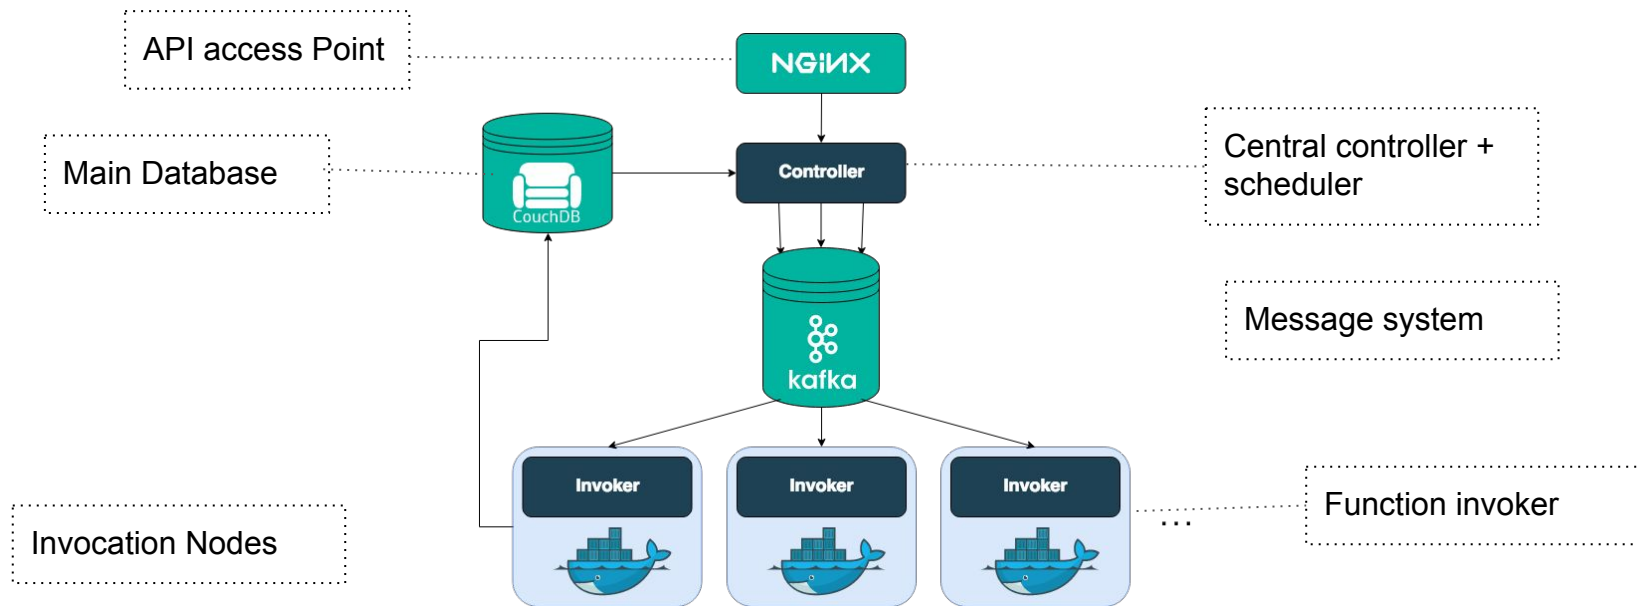 API access Point
NGINX
Main Database
CouchDB
Controller
Central controller +
scheduler
Message system
kafka
Invoker
Invoker
Invoker
...
Function invoker
Invocation Nodes